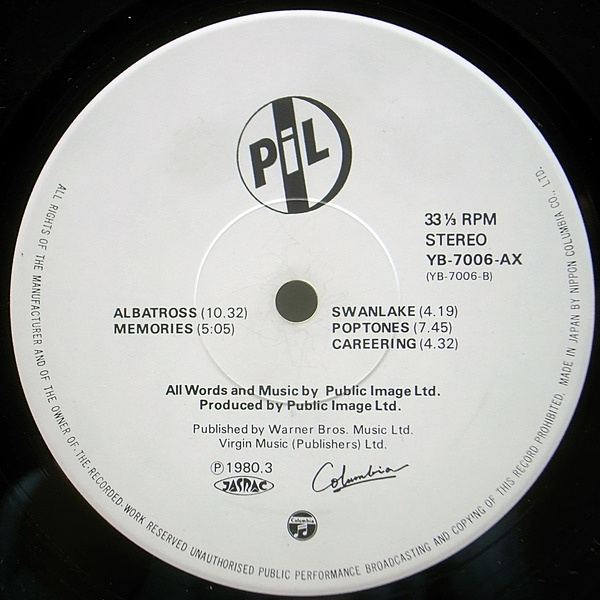 PiL
33 ⅓ RPM
STEREO
YB-7006-AX
(YB-7006-B)
ALBATROSS (10.32)
MEMORIES (5:05)
SWANLAKE (4.19)
POPTONES (7.45)
CAREERING (4.32)
All Words and Music by Public Image Ltd.
Produced by Public Image Ltd.
Published by Warner Bros. Music Ltd.
Virgin Music (Publishers) Ltd.
Ⓟ 1980.3
JASRAC
Columbia
Columbia
ALL RIGHTS OF THE MANUFACTURER AND OF THE OWNER·OF·THE·RECORDED·WORK RESERVED UNAUTHORISED PUBLIC PERFORMANCE BROADCASTING AND COPYING OF THIS RECORD PROHIBITED. MADE IN JAPAN BY NIPPON COLUMBIA CO., LTD.